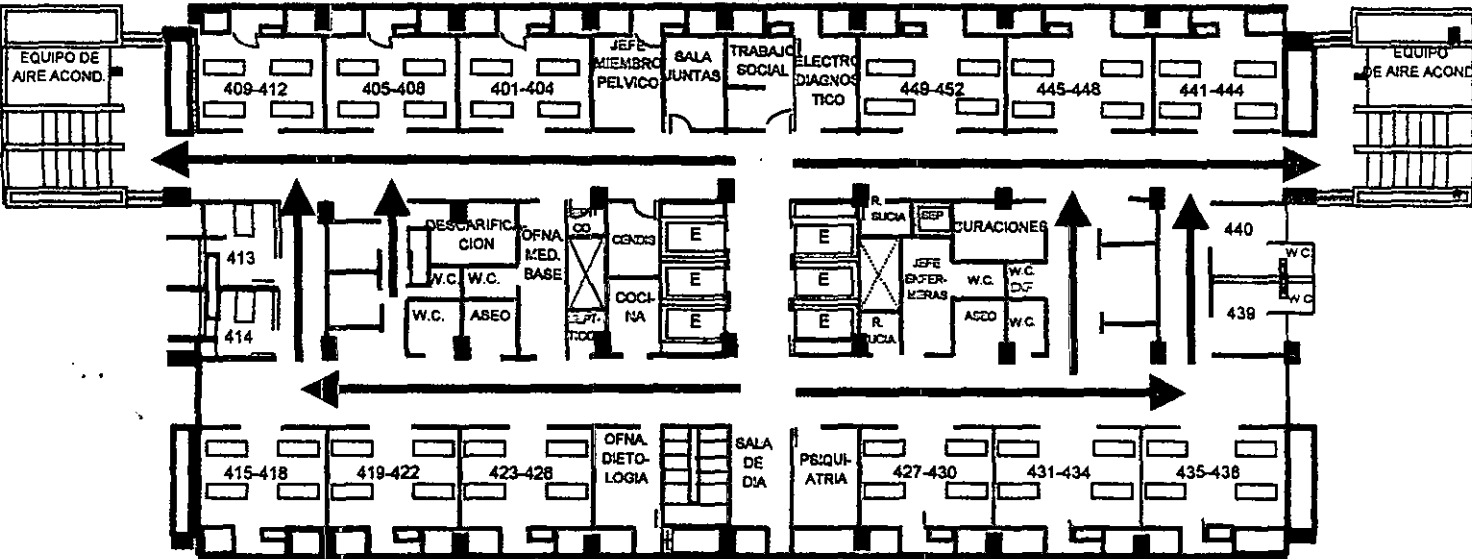 EQUIPO DE
AIRE ACOND.
409-412
405-408
401-404
JEFE
MIEMBRO
PELVICO
SALA
JUNTAS
TRABAJO
SOCIAL
ELECTRO
DIAGNOS
TICO
449-452
445-448
441-444
EQUIPO
DE AIRE ACOND.
413
414
DESCARIFICA-
CION
W.C.
W.C.
W.C.
ASEO
OFNA.
MED.
BASE
CENDIS
COCI-
NA
E
E
E
E
E
E
R.
SUCIA
SEP
CURACIONES
JEFE
ENFER-
MERAS
W.C.
W.C.
R.
UCIA
ASEO
W.C.
440
W.C.
W.C.
439
415-418
419-422
423-426
OFNA.
DIETO-
LOGIA
SALA
DE
DIA
PSIQUI-
ATRIA
427-430
431-434
435-438